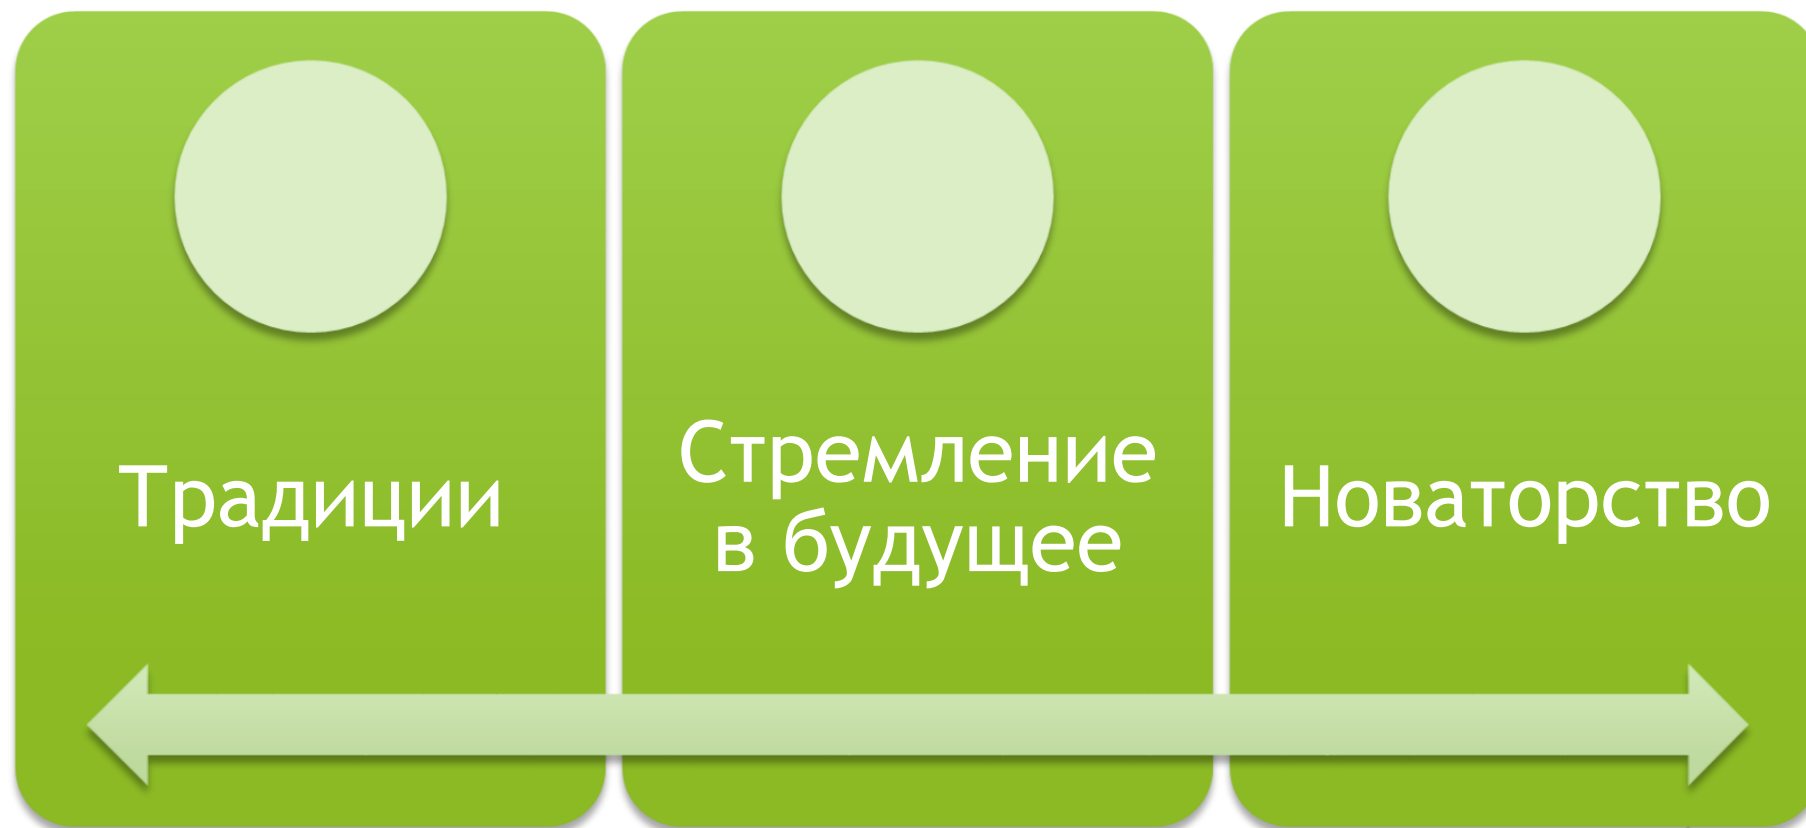 Традиции
Стремление
в будущее
Новаторство